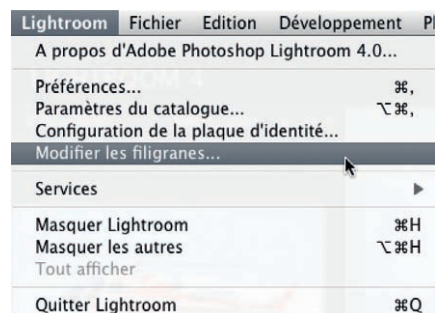 Lightroom Fichier Edition Développement
A propos d'Adobe Photoshop Lightroom 4.0...
Préférences... ⌘,
Paramètres du catalogue... ⌥⌘,
Configuration de la plaque d'identité...
Modifier les filigranes...
Services ▶
Masquer Lightroom ⌘H
Masquer les autres ⌥⌘H
Tout afficher
Quitter Lightroom ⌘Q